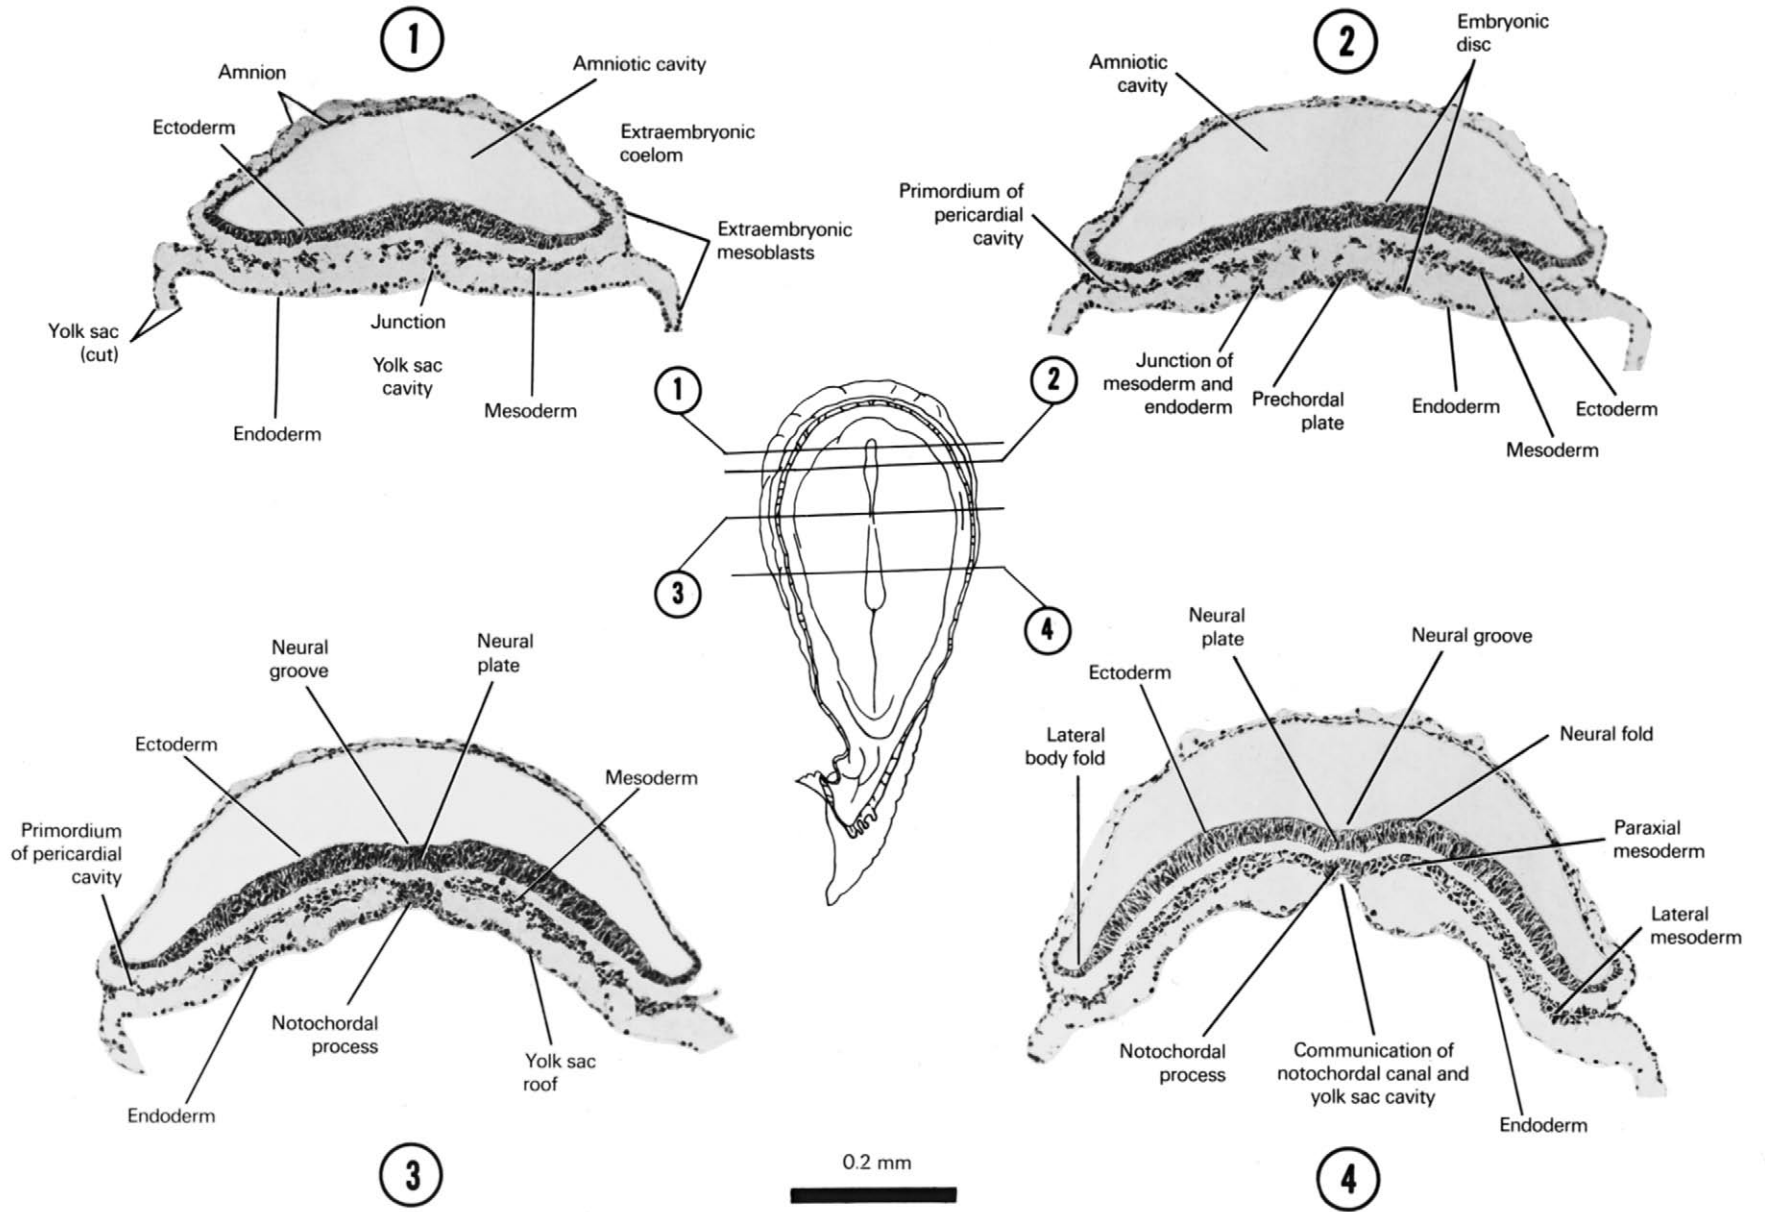 1
Amnion
Amniotic cavity
Ectoderm
Extraembryonic
coelom
Extraembryonic
mesoblasts
Yolk sac
(cut)
Junction
Yolk sac
cavity
Mesoderm
Endoderm
2
Embryonic
disc
Amniotic
cavity
Primordium of
pericardial
cavity
Junction of
mesoderm and
endoderm
Prechordal
plate
Endoderm
Ectoderm
Mesoderm
1
2
3
4
Neural
groove
Neural
plate
Ectoderm
Mesoderm
Primordium
of pericardial
cavity
Notochordal
process
Yolk sac
roof
Endoderm
3
0.2 mm
Neural
plate
Neural groove
Ectoderm
Lateral
body fold
Neural fold
Paraxial
mesoderm
Lateral
mesoderm
Notochordal
process
Communication of
notochordal canal and
yolk sac cavity
Endoderm
4